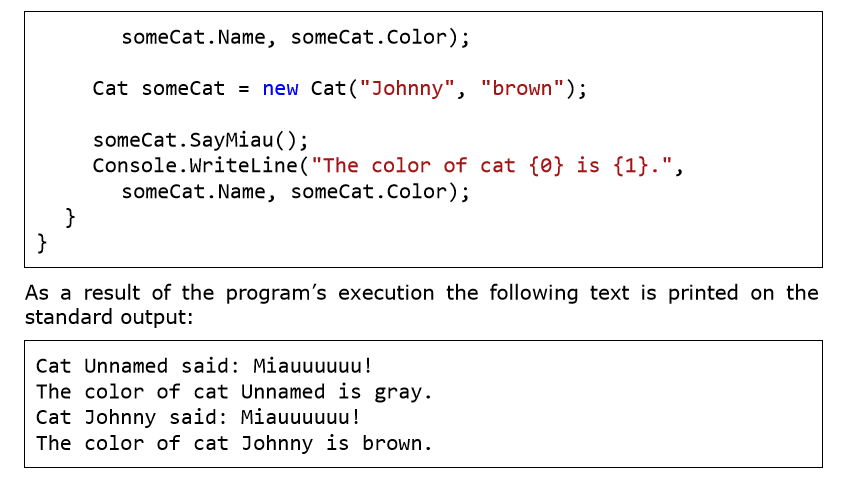 someCat.Name, someCat.Color);
Cat someCat = new Cat("Johnny", "brown");
someCat.SayMiau();
Console.WriteLine("The color of cat {0} is {1}.",
someCat.Name, someCat.Color);
}
}
As a result of the program’s execution the following text is printed on the
standard output:
Cat Unnamed said: Miauuuuuu!
The color of cat Unnamed is gray.
Cat Johnny said: Miauuuuuu!
The color of cat Johnny is brown.